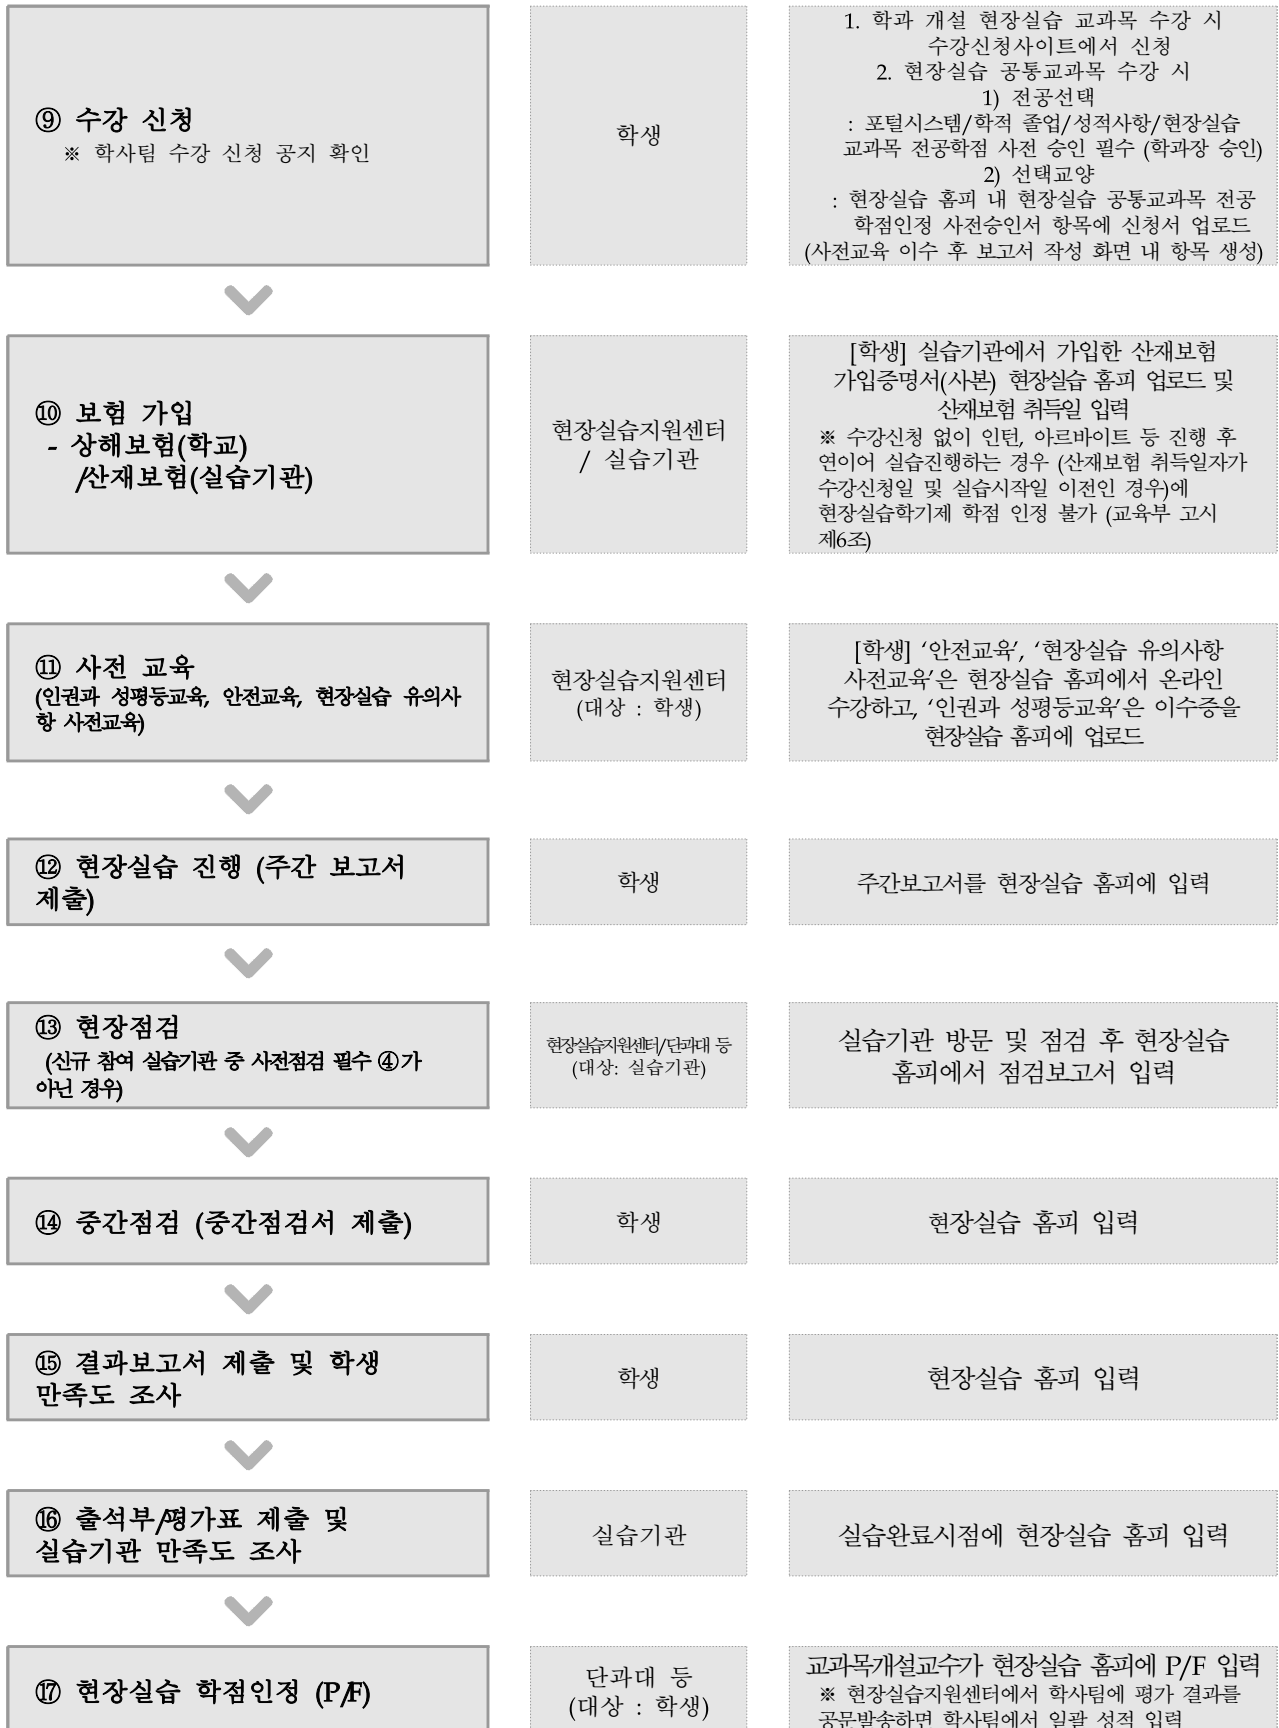 ⑨ 수강 신청
※ 학사팀 수강 신청 공지 확인
학생
1. 학과 개설 현장실습 교과목 수강 시
수강신청사이트에서 신청
2. 현장실습 공통교과목 수강 시
1) 전공선택
: 포털시스템/학적 졸업/성적사항/현장실습
교과목 전공학점 사전 승인 필수 (학과장 승인)
2) 선택교양
: 현장실습 홈피 내 현장실습 공통교과목 전공
학점인정 사전승인서 항목에 신청서 업로드
(사전교육 이수 후 보고서 작성 화면 내 항목 생성)
⑩ 보험 가입
- 상해보험(학교)
/산재보험(실습기관)
현장실습지원센터
/ 실습기관
[학생] 실습기관에서 가입한 산재보험
가입증명서(사본) 현장실습 홈피 업로드 및
산재보험 취득일 입력
※ 수강신청 없이 인턴, 아르바이트 등 진행 후
연이어 실습진행하는 경우 (산재보험 취득일자가
수강신청일 및 실습시작일 이전인 경우)에
현장실습학기제 학점 인정 불가 (교육부 고시
제6조)
⑪ 사전 교육
(인권과 성평등교육, 안전교육, 현장실습 유의사
항 사전교육)
현장실습지원센터
(대상 : 학생)
[학생] ‘안전교육’, ‘현장실습 유의사항
사전교육’은 현장실습 홈피에서 온라인
수강하고, ‘인권과 성평등교육’은 이수증을
현장실습 홈피에 업로드
⑫ 현장실습 진행 (주간 보고서
제출)
학생
주간보고서를 현장실습 홈피에 입력
⑬ 현장점검
(신규 참여 실습기관 중 사전점검 필수 ④가
아닌 경우)
현장실습지원센터/단과대 등
(대상: 실습기관)
실습기관 방문 및 점검 후 현장실습
홈피에서 점검보고서 입력
⑭ 중간점검 (중간점검서 제출)
학생
현장실습 홈피 입력
⑮ 결과보고서 제출 및 학생
만족도 조사
학생
현장실습 홈피 입력
⑯ 출석부/평가표 제출 및
실습기관 만족도 조사
실습기관
실습완료시점에 현장실습 홈피 입력
⑰ 현장실습 학점인정 (P/F)
단과대 등
(대상 : 학생)
교과목개설교수가 현장실습 홈피에 P/F 입력
※ 현장실습지원센터에서 학사팀에 평가 결과를
공문발송하면 학사팀에서 일괄 성적 입력